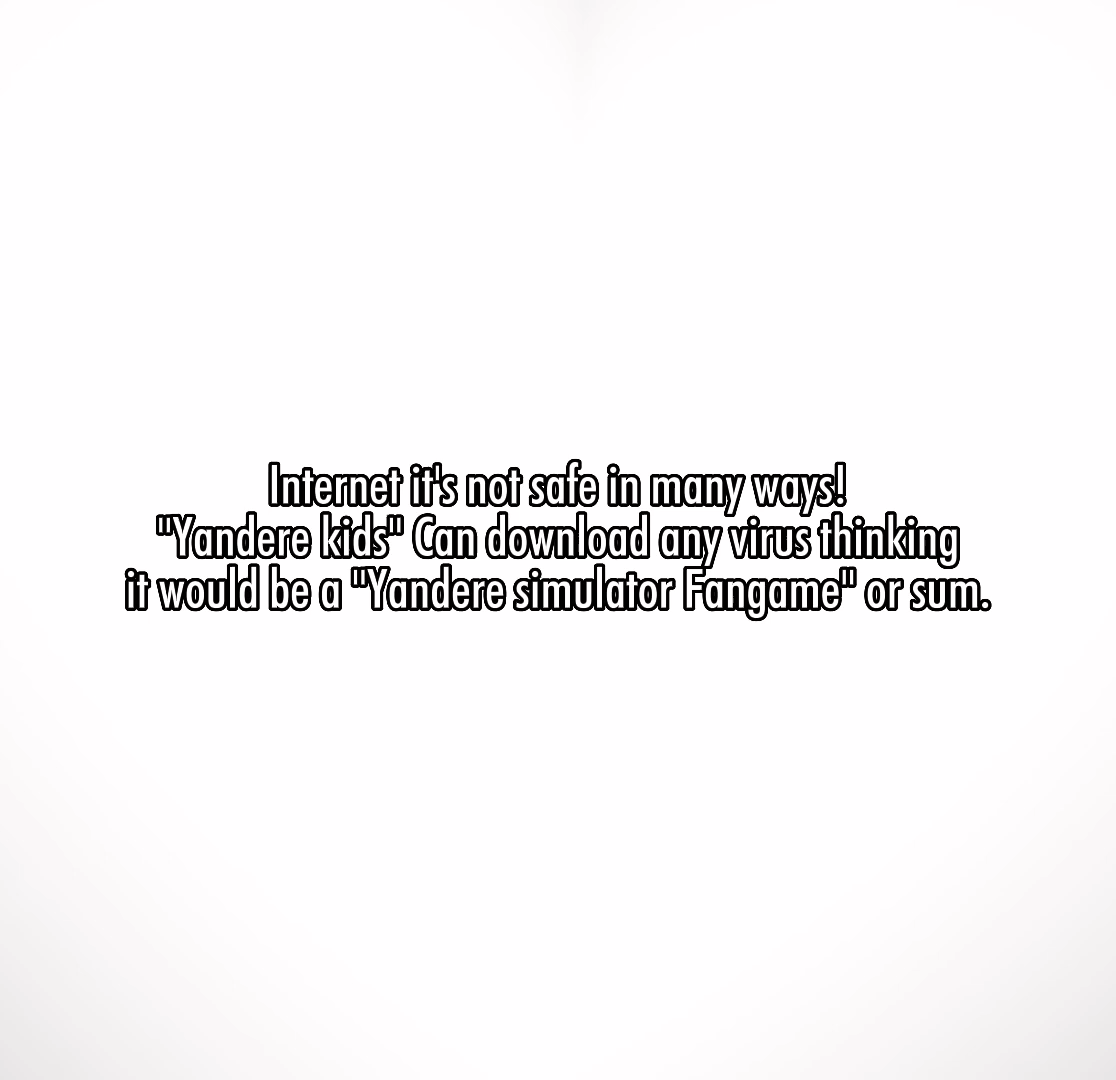 Internet it's not safe in many ways!
"Yandere kids" Can download any virus thinking
it would be a "Yandere simulator Fangame" or sum.